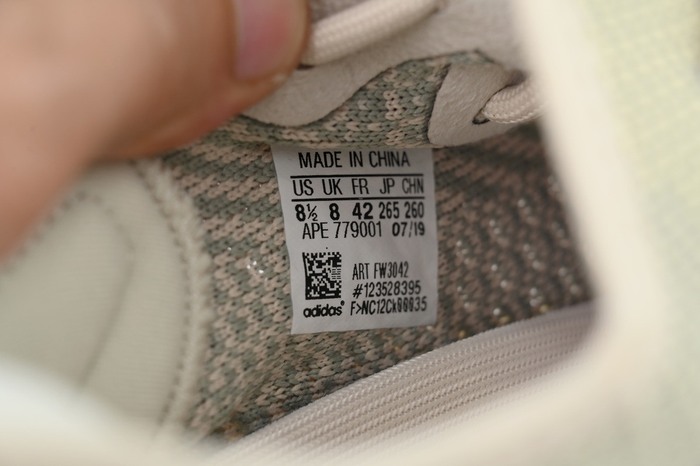 MADE IN CHINA
US UK FR JP CHN
8½ 8 42 265 260
APE 779001 07/19
ART FW3042
#123528395
adidas® F>NC12Ck00035